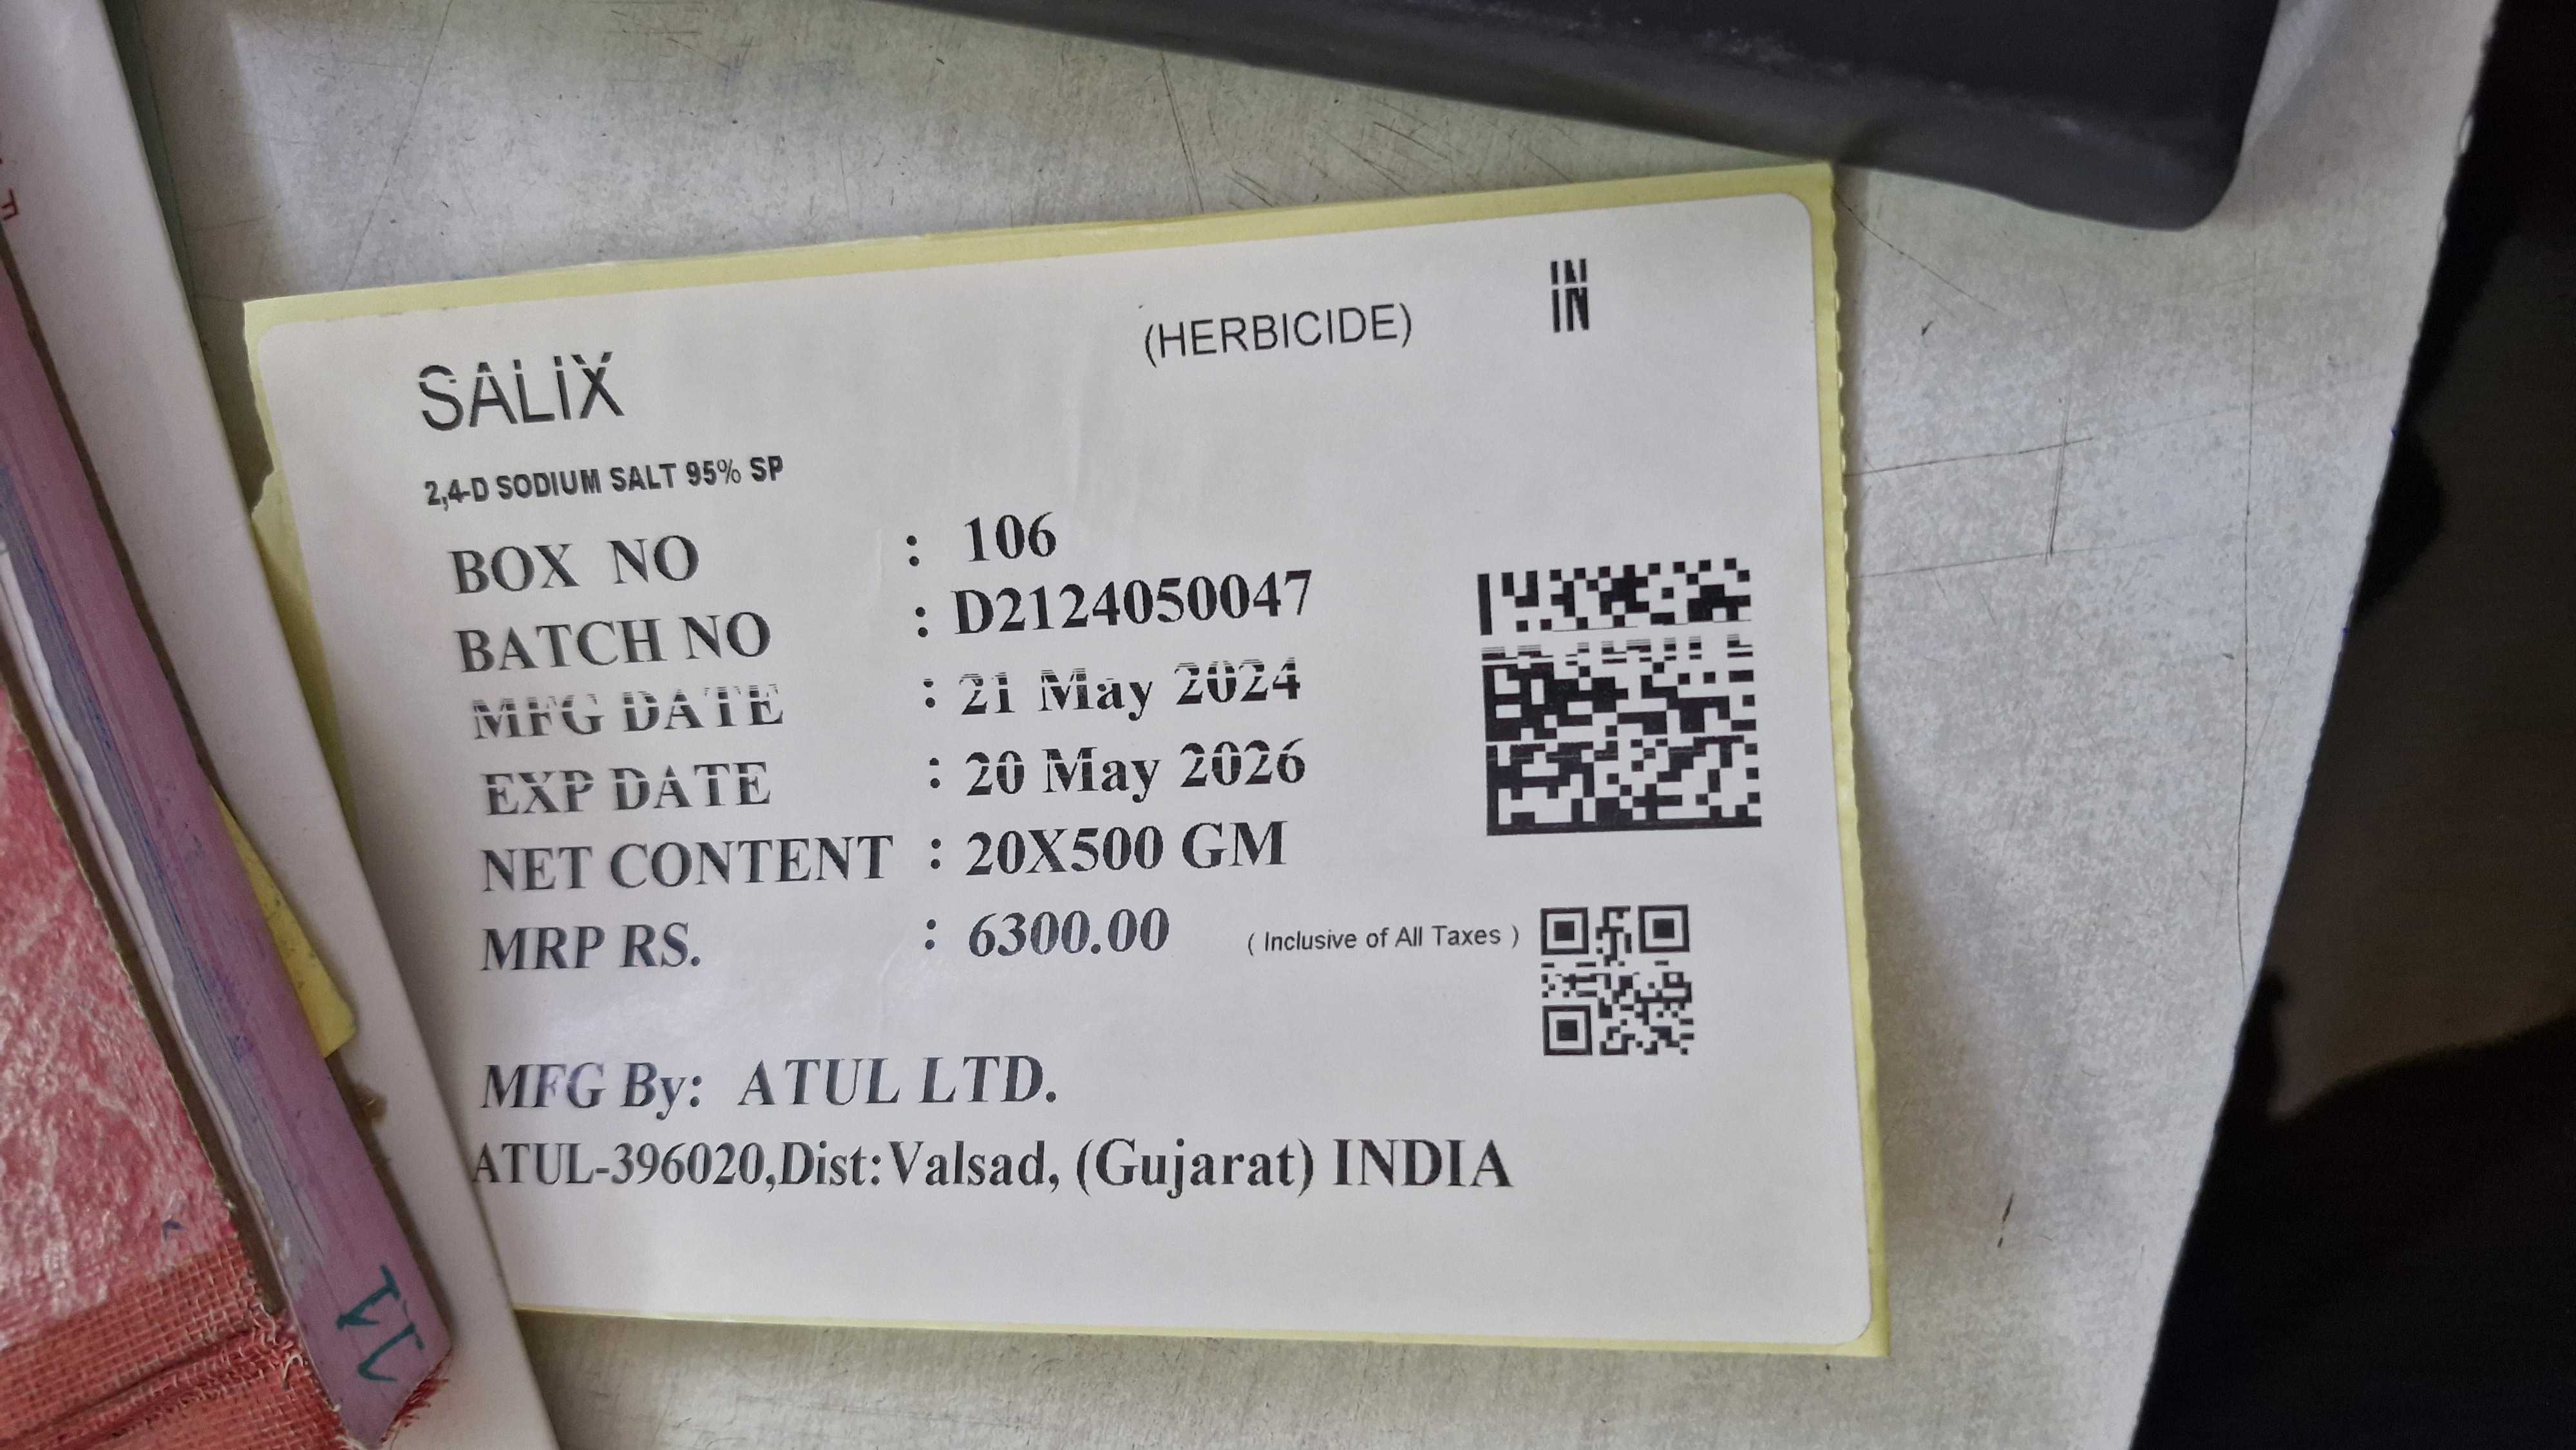 (HERBICIDE) IN
SALIX
2,4-D SODIUM SALT 95% SP
BOX NO : 106
BATCH NO : D2124050047
MFG DATE : 21 May 2024
EXP DATE : 20 May 2026
NET CONTENT : 20X500 GM
MRP RS. : 6300.00 ( Inclusive of All Taxes )
MFG By: ATUL LTD.
ATUL-396020,Dist:Valsad, (Gujarat) INDIA